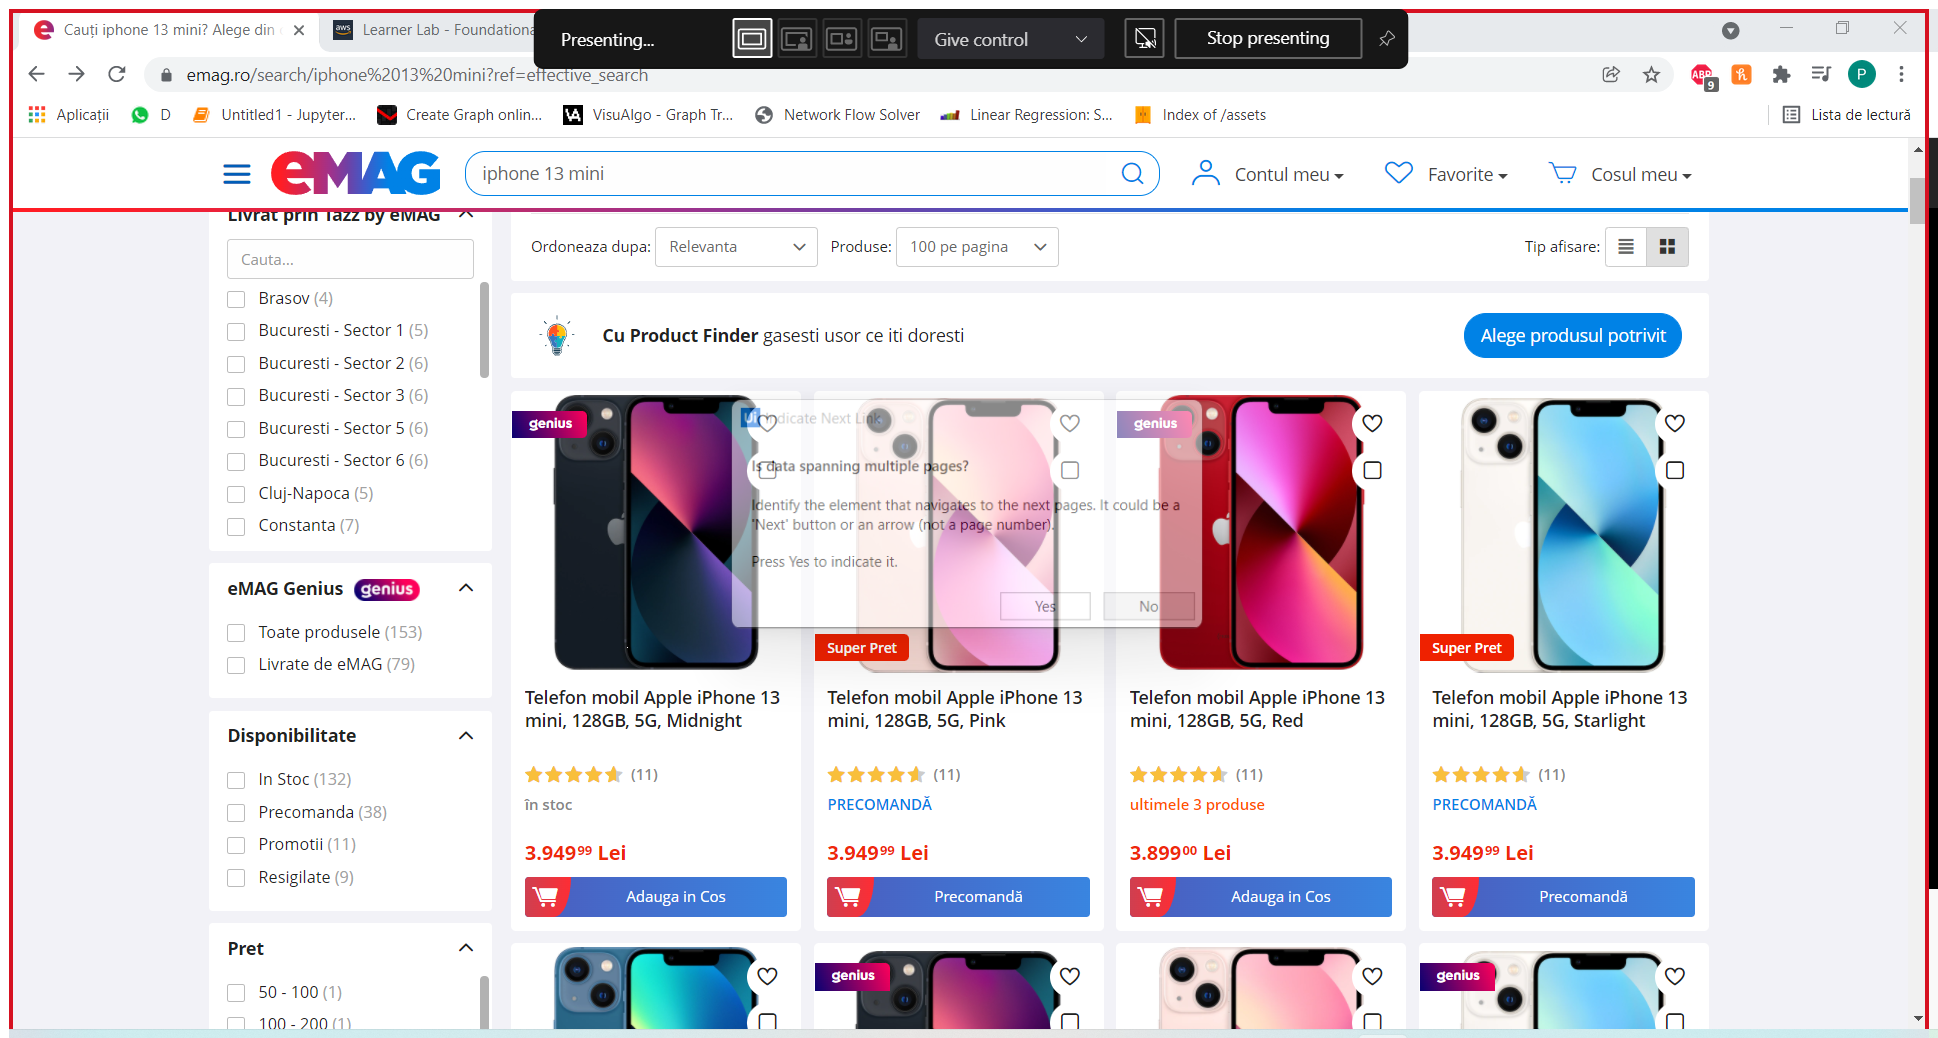 Cauți iphone 13 mini? Alege din
aws Learner Lab - Foundationa
Presenting...
Give control
Stop presenting
emag.ro/search/iphone%2013%20mini?ref=effective_search
ABP
9
P
Aplicații
D
Untitled1 - Jupyter...
Create Graph onlin...
VisuAlgo - Graph Tr...
Network Flow Solver
Linear Regression: S...
Index of /assets
Lista de lectură
eMAG
iphone 13 mini
Contul meu
Favorite
Cosul meu
Livrat prin Tazz by eMAG
Cauta...
Brasov (4)
Bucuresti - Sector 1 (5)
Bucuresti - Sector 2 (6)
Bucuresti - Sector 3 (6)
Bucuresti - Sector 5 (6)
Bucuresti - Sector 6 (6)
Cluj-Napoca (5)
Constanta (7)
eMAG Genius genius
Toate produsele (153)
Livrate de eMAG (79)
Disponibilitate
In Stoc (132)
Precomanda (38)
Promotii (11)
Resigilate (9)
Pret
50 - 100 (1)
100 - 200 (1)
Ordoneaza dupa: Relevanta
Produse: 100 pe pagina
Tip afisare:
Cu Product Finder gasesti usor ce iti doresti
Alege produsul potrivit
Ui Indicate Next Link
Is data spanning multiple pages?
Identify the element that navigates to the next pages. It could be a
'Next' button or an arrow (not a page number).
Press Yes to indicate it.
Yes No
genius
Telefon mobil Apple iPhone 13
mini, 128GB, 5G, Midnight
(11)
în stoc
3.949⁹⁹ Lei
Adauga in Cos
Super Pret
Telefon mobil Apple iPhone 13
mini, 128GB, 5G, Pink
(11)
PRECOMANDĂ
3.949⁹⁹ Lei
Precomandă
genius
Telefon mobil Apple iPhone 13
mini, 128GB, 5G, Red
(11)
ultimele 3 produse
3.899⁰⁰ Lei
Adauga in Cos
Super Pret
Telefon mobil Apple iPhone 13
mini, 128GB, 5G, Starlight
(11)
PRECOMANDĂ
3.949⁹⁹ Lei
Precomandă
genius
genius